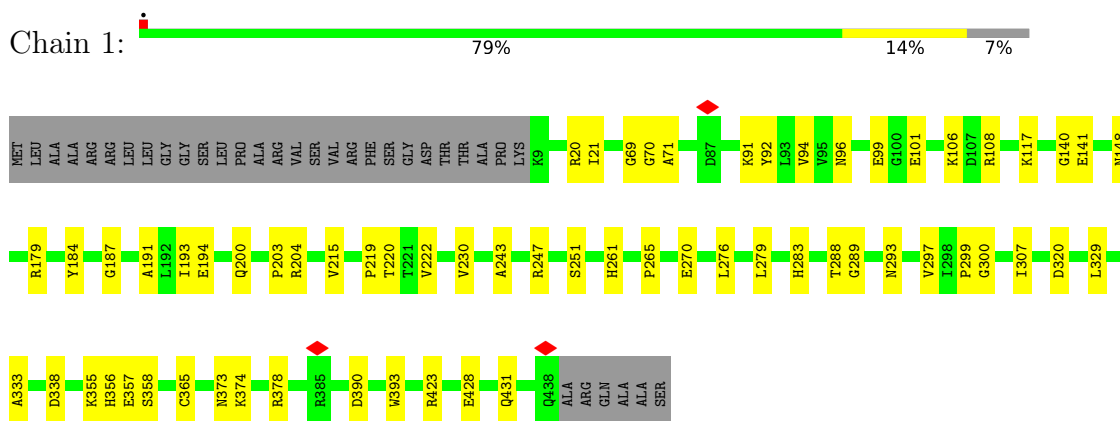 Chain 1:
79% 14% 7%
MET LEU ALA ALA ARG ARG LEU LEU GLY GLY SER LEU PRO ALA ARG VAL SER VAL ARG PHE SER GLY ASP THR THR ALA PRO LYS K9 R20 I21 G69 G70 A71 D87 K91 Y92 L93 V94 V95 N96 E99 G100 E101 K106 D107 R108 K117 G140 E141 N148
R179 Y184 G187 A191 L192 I193 E194 Q200 P203 R204 V215 P219 T220 T221 V222 V230 A243 R247 S251 H261 P265 E270 L276 L279 H283 T288 G289 N293 V297 I298 P299 G300 I307 D320 L329
A333 D338 K355 H356 E357 S358 C365 N373 K374 R378 R385 D390 W393 R423 E428 Q431 Q438 ALA ARG GLN ALA ALA SER